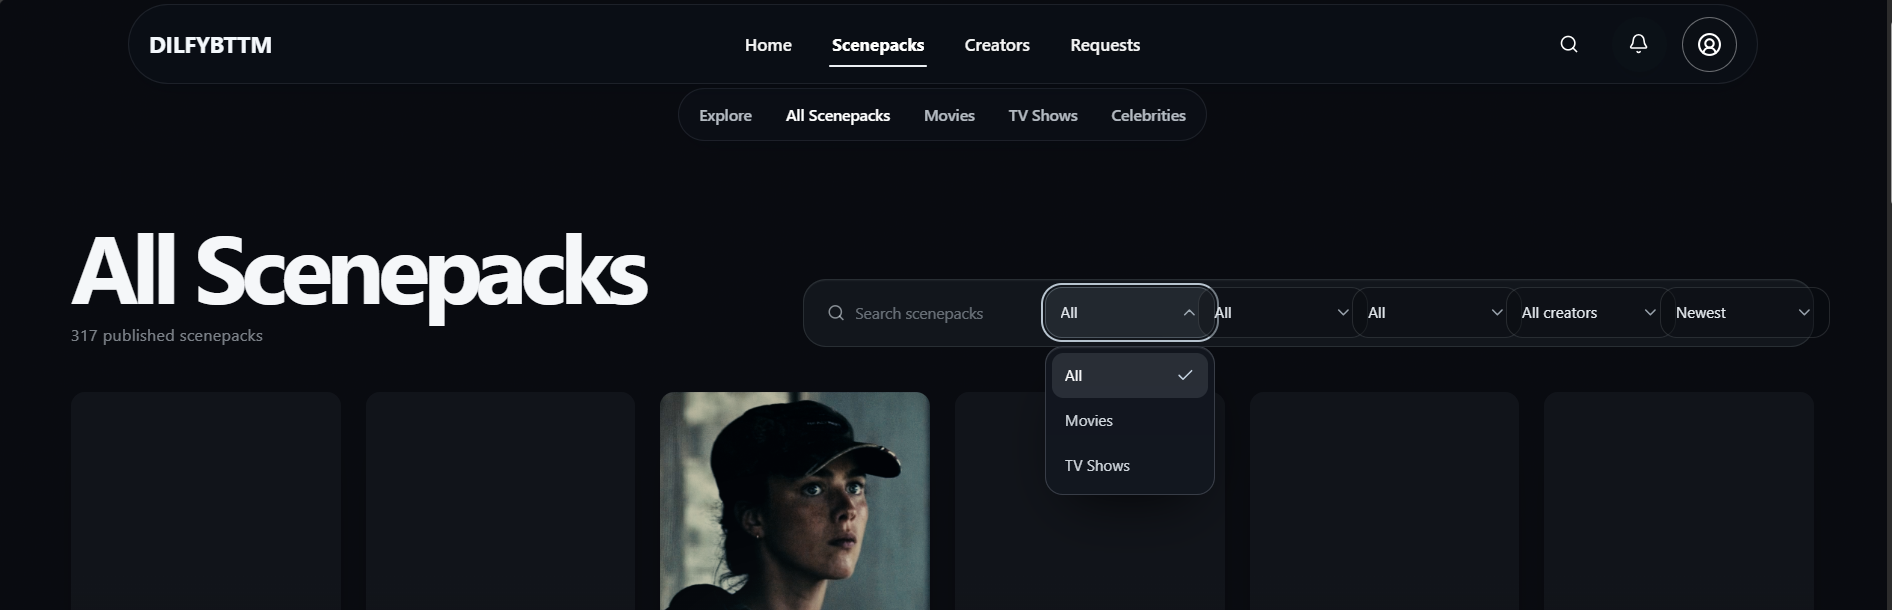 DILFYBTTM
Home Scenepacks Creators Requests
Explore All Scenepacks Movies TV Shows Celebrities
All Scenepacks
317 published scenepacks
Search scenepacks All All All All creators Newest
All
Movies
TV Shows